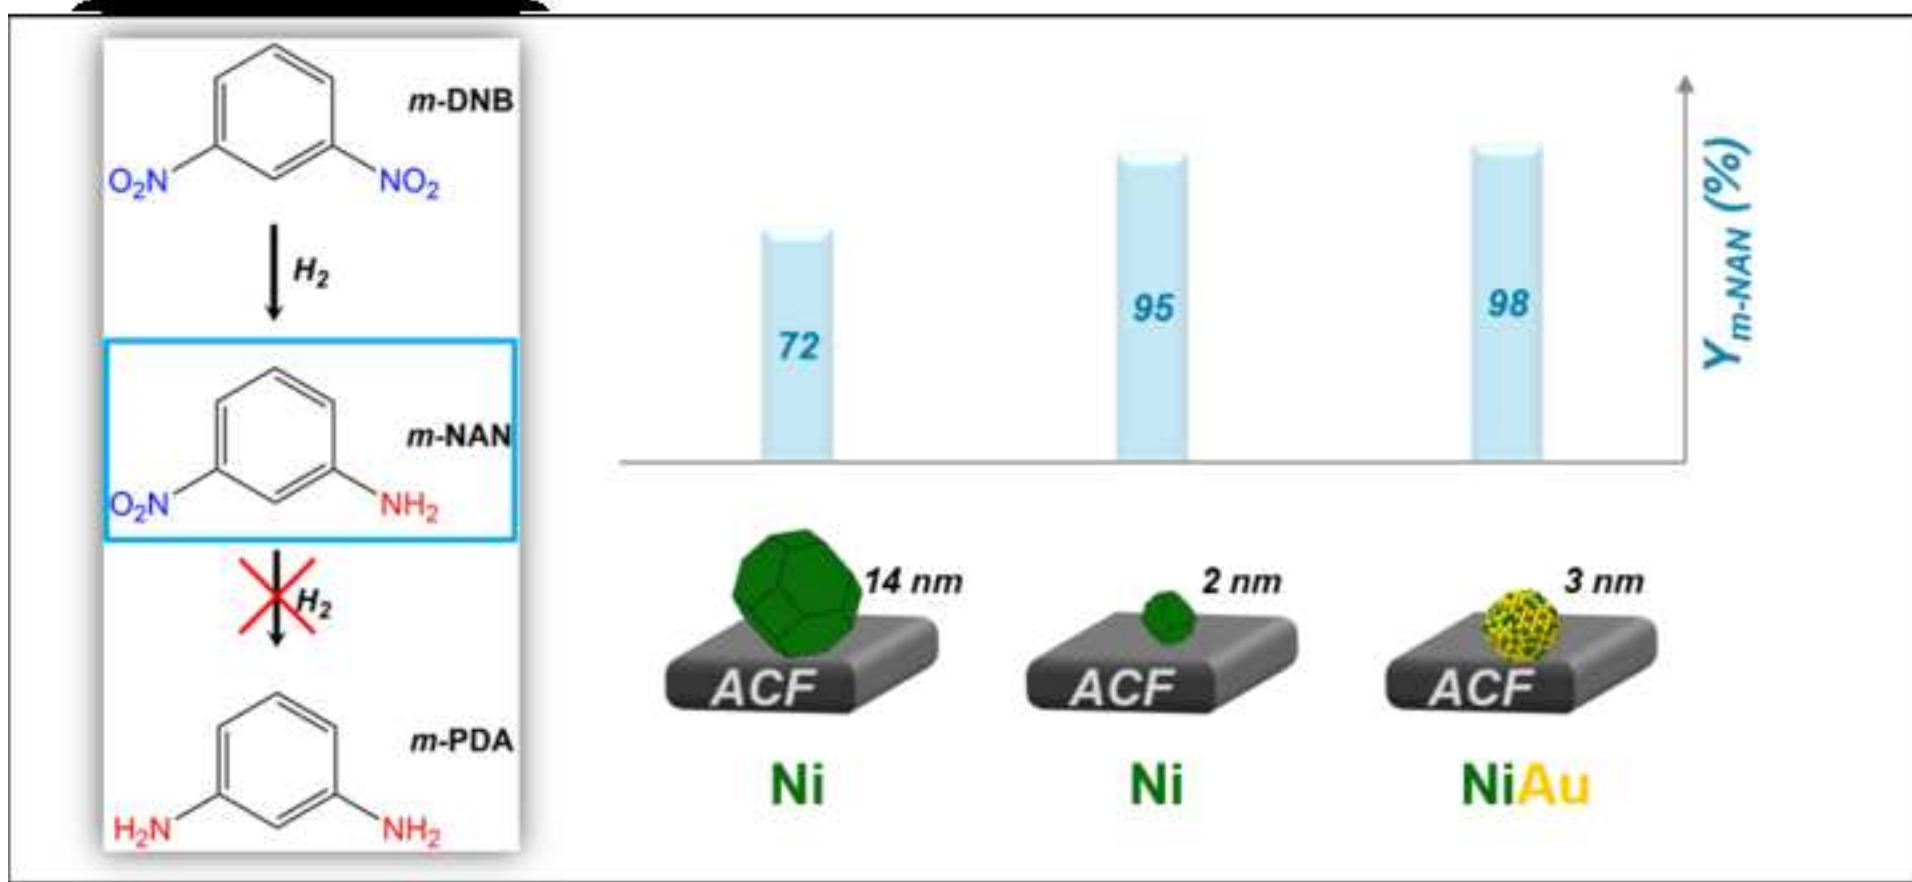 m-DNB
O₂N
NO₂
H₂
m-NAN
O₂N
NH₂
H₂
m-PDA
H₂N
NH₂
72
95
98
Y m-NAN (%)
14 nm
2 nm
3 nm
ACF
ACF
ACF
Ni
Ni
NiAu